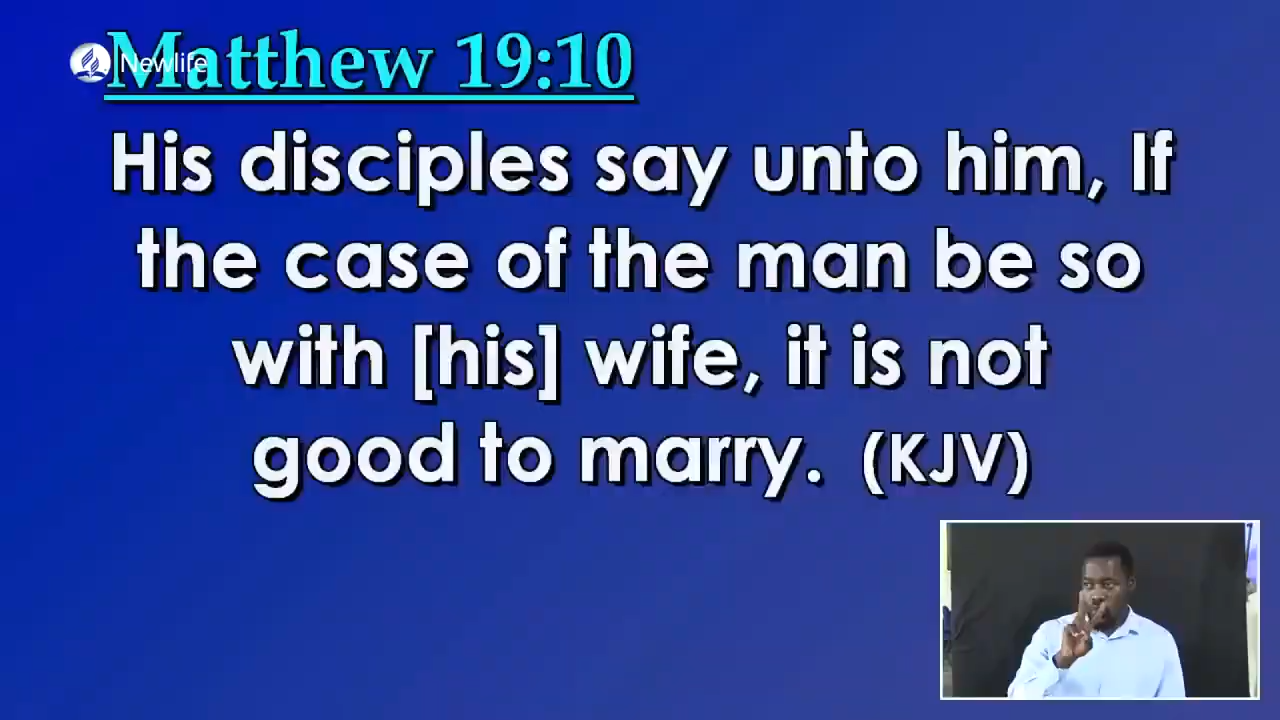 Matthew 19:10
Newlife
His disciples say unto him, If
the case of the man be so
with [his] wife, it is not
good to marry. (KJV)